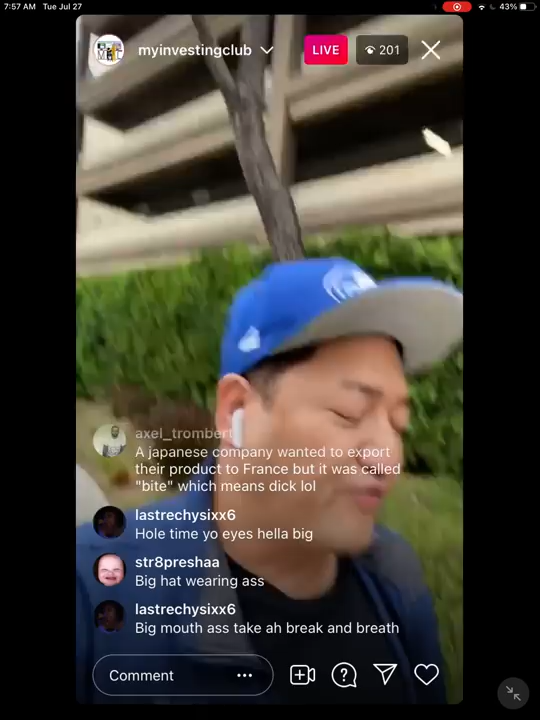 7:57 AM Tue Jul 27
43%
myinvestingclub
LIVE
201
axel_trombert
A japanese company wanted to export
their product to France but it was called
"bite" which means dick lol
lastrechysixx6
Hole time yo eyes hella big
str8preshaa
Big hat wearing ass
lastrechysixx6
Big mouth ass take ah break and breath
Comment